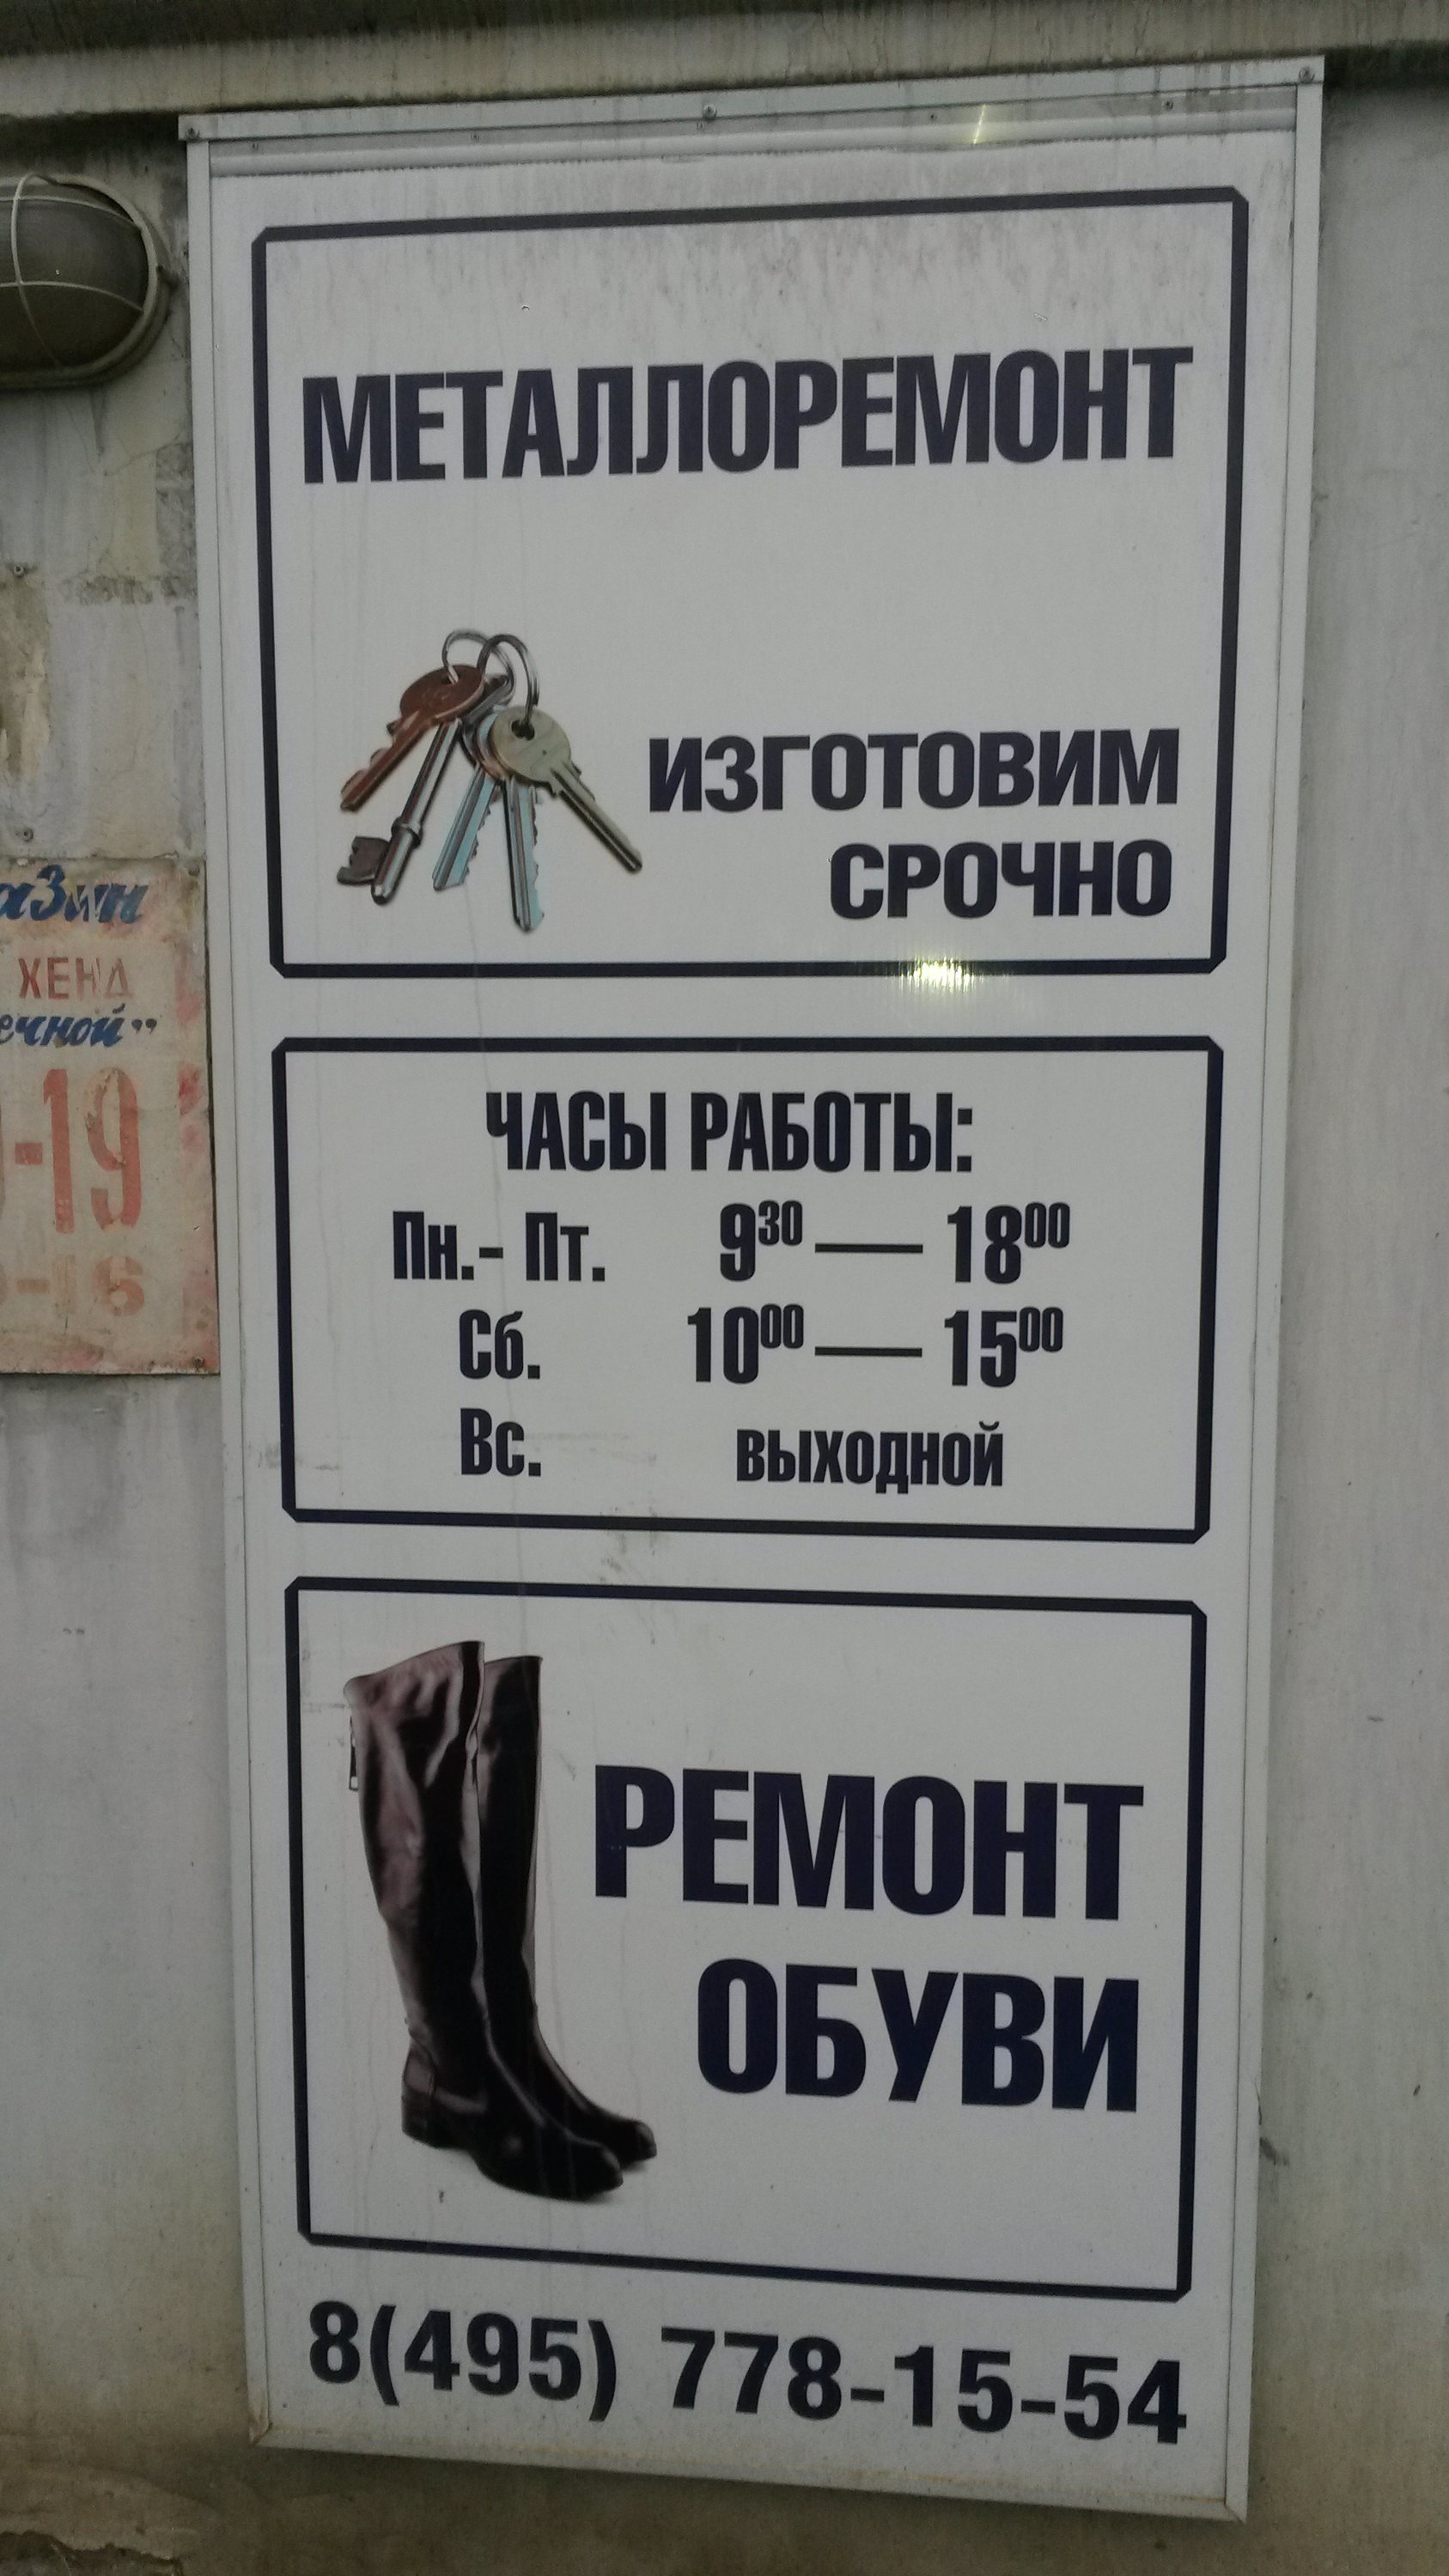 МЕТАЛЛОРЕМОНТ
ИЗГОТОВИМ
СРОЧНО
ЧАСЫ РАБОТЫ:
Пн.- Пт. 9³⁰ — 18⁰⁰
Сб. 10⁰⁰ — 15⁰⁰
Вс. выходной
РЕМОНТ
ОБУВИ
8(495) 778-15-54
ХЕНД
-19
-16